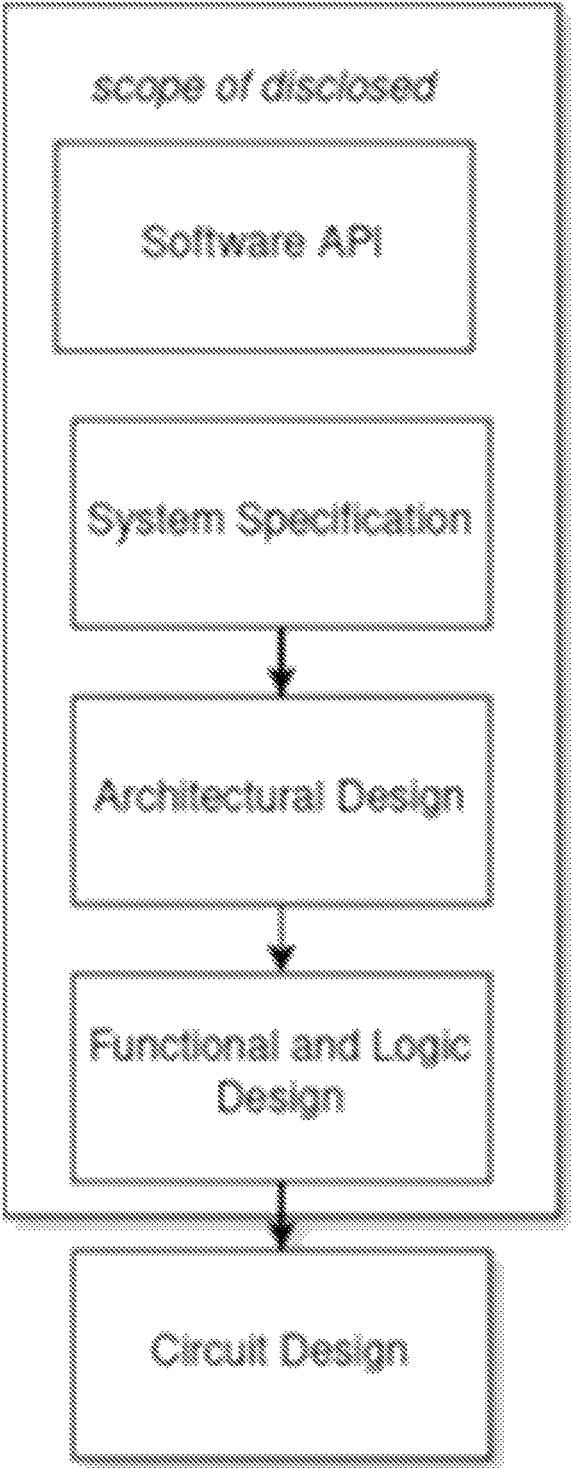 scope of disclosed
Software API
System Specification
Architectural Design
Functional and Logic
Design
Circuit Design